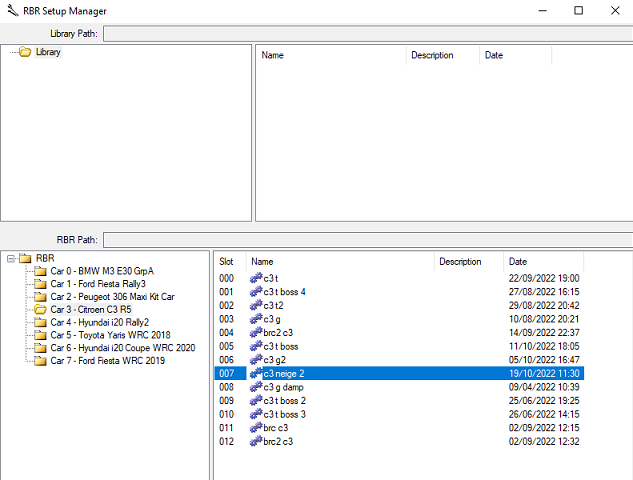 RBR Setup Manager
Library Path:
Library
Name Description Date
RBR Path:
RBR
Car 0 - BMW M3 E30 GrpA
Car 1 - Ford Fiesta Rally3
Car 2 - Peugeot 306 Maxi Kit Car
Car 3 - Citroen C3 R5
Car 4 - Hyundai i20 Rally2
Car 5 - Toyota Yaris WRC 2018
Car 6 - Hyundai i20 Coupe WRC 2020
Car 7 - Ford Fiesta WRC 2019
Slot Name Description Date
000 c3 t 22/09/2022 19:00
001 c3 t boss 4 27/08/2022 16:15
002 c3 t2 29/08/2022 20:42
003 c3 g 10/08/2022 20:21
004 brc2 c3 14/09/2022 22:37
005 c3 t boss 11/10/2022 18:05
006 c3 g2 05/10/2022 16:47
007 c3 neige 2 19/10/2022 11:30
008 c3 g damp 09/04/2022 10:39
009 c3 t boss 2 25/06/2022 19:25
010 c3 t boss 3 26/06/2022 14:15
011 brc c3 02/09/2022 12:15
012 brc2 c3 02/09/2022 12:32